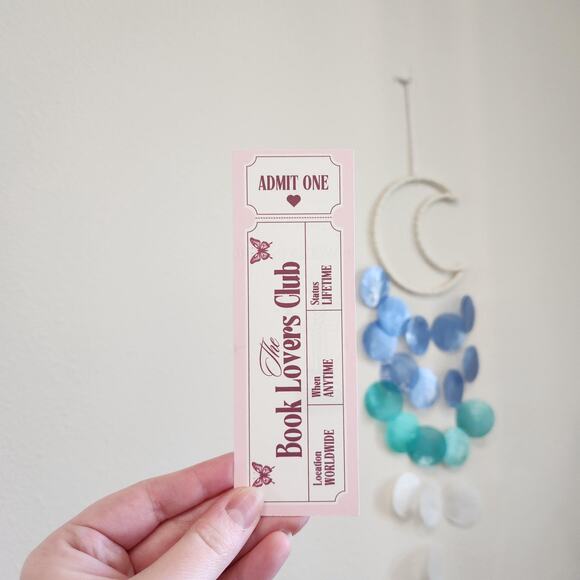 ADMIT ONE
The
Book Lovers Club
Status
LIFETIME
When
ANYTIME
Location
WORLDWIDE